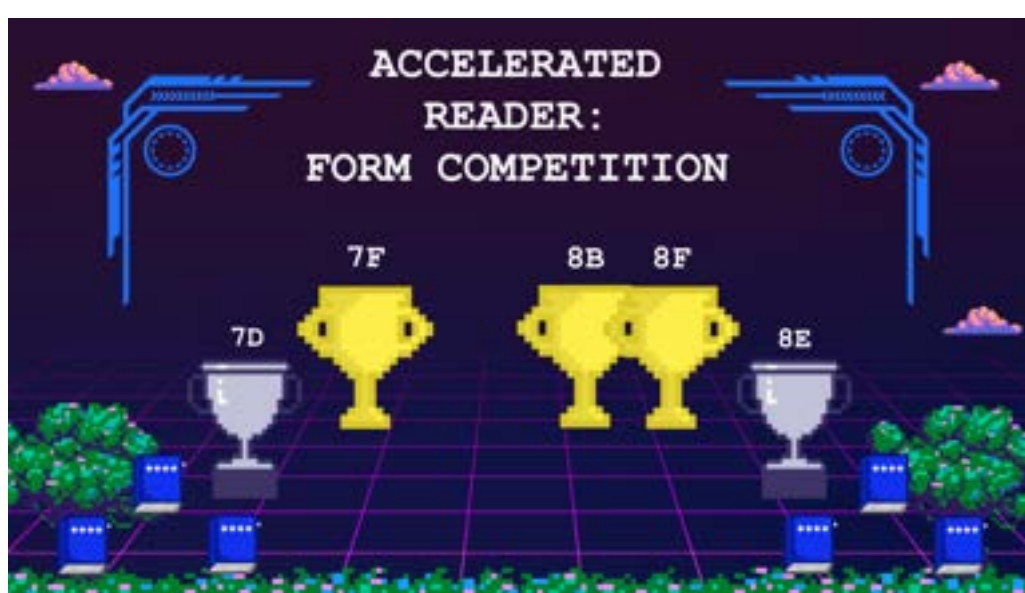 ACCELERATED
READER:
FORM COMPETITION
7F 8B 8F
7D 8E